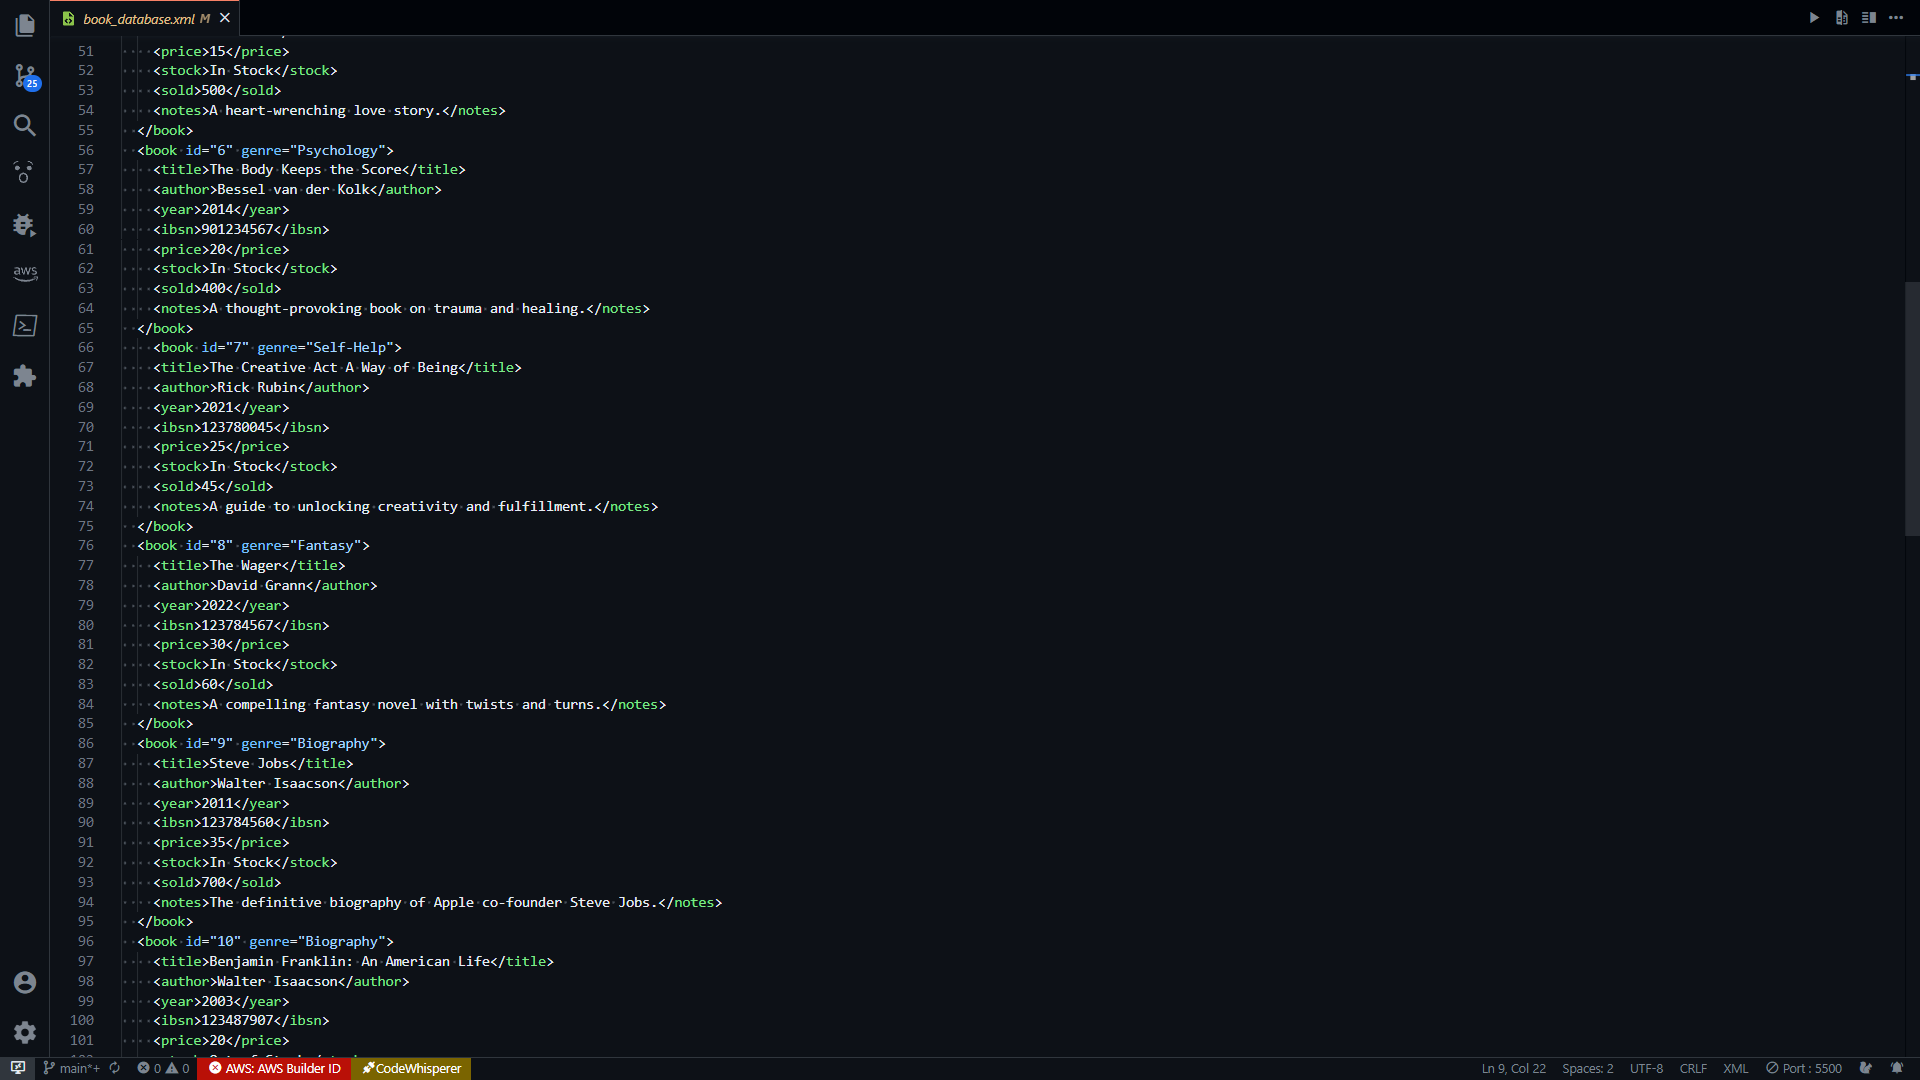 book_database.xml M
51 <price>15</price>
52 <stock>In Stock</stock>
53 <sold>500</sold>
54 <notes>A heart-wrenching love story.</notes>
55 </book>
56 <book id="6" genre="Psychology">
57 <title>The Body Keeps the Score</title>
58 <author>Bessel van der Kolk</author>
59 <year>2014</year>
60 <ibsn>901234567</ibsn>
61 <price>20</price>
62 <stock>In Stock</stock>
63 <sold>400</sold>
64 <notes>A thought-provoking book on trauma and healing.</notes>
65 </book>
66 <book id="7" genre="Self-Help">
67 <title>The Creative Act A Way of Being</title>
68 <author>Rick Rubin</author>
69 <year>2021</year>
70 <ibsn>123780045</ibsn>
71 <price>25</price>
72 <stock>In Stock</stock>
73 <sold>45</sold>
74 <notes>A guide to unlocking creativity and fulfillment.</notes>
75 </book>
76 <book id="8" genre="Fantasy">
77 <title>The Wager</title>
78 <author>David Grann</author>
79 <year>2022</year>
80 <ibsn>123784567</ibsn>
81 <price>30</price>
82 <stock>In Stock</stock>
83 <sold>60</sold>
84 <notes>A compelling fantasy novel with twists and turns.</notes>
85 </book>
86 <book id="9" genre="Biography">
87 <title>Steve Jobs</title>
88 <author>Walter Isaacson</author>
89 <year>2011</year>
90 <ibsn>123784560</ibsn>
91 <price>35</price>
92 <stock>In Stock</stock>
93 <sold>700</sold>
94 <notes>The definitive biography of Apple co-founder Steve Jobs.</notes>
95 </book>
96 <book id="10" genre="Biography">
97 <title>Benjamin Franklin: An American Life</title>
98 <author>Walter Isaacson</author>
99 <year>2003</year>
100 <ibsn>123487907</ibsn>
101 <price>20</price>
25
aws
main*+ 0 0 AWS: AWS Builder ID CodeWhisperer Ln 9, Col 22 Spaces: 2 UTF-8 CRLF XML Port : 5500